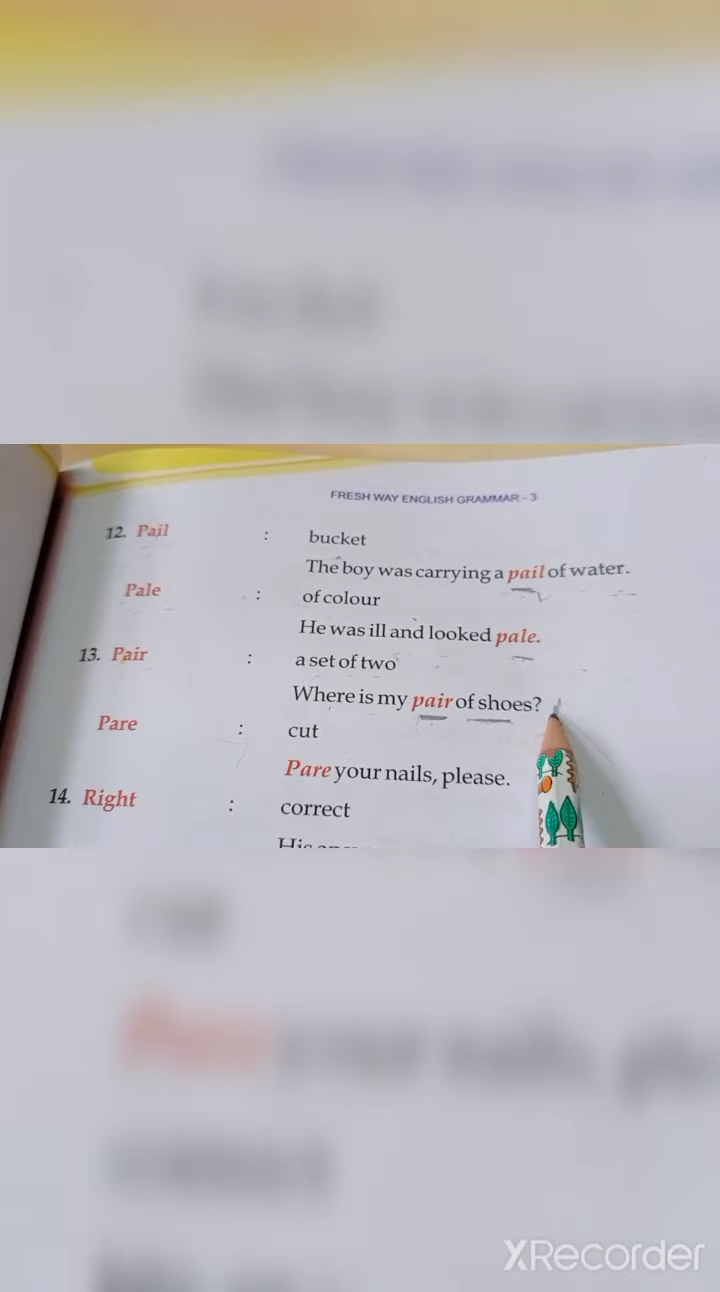 FRESH WAY ENGLISH GRAMMAR - 3
12. Pail : bucket
The boy was carrying a pail of water.
Pale : of colour
He was ill and looked pale.
13. Pair : a set of two
Where is my pair of shoes?
Pare : cut
Pare your nails, please.
14. Right : correct
His
XRecorder